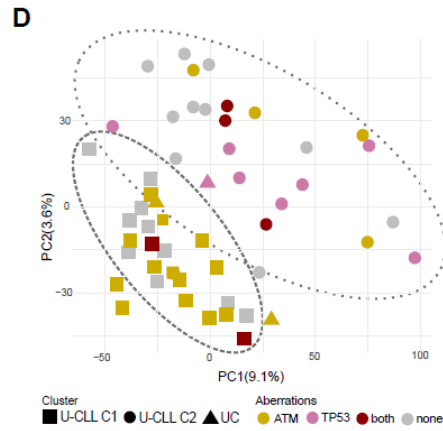 D
30
0
−30
PC2(3.6%)
−50 0 50 100
PC1(9.1%)
Cluster Aberrations
U-CLL C1 U-CLL C2 UC ATM TP53 both none